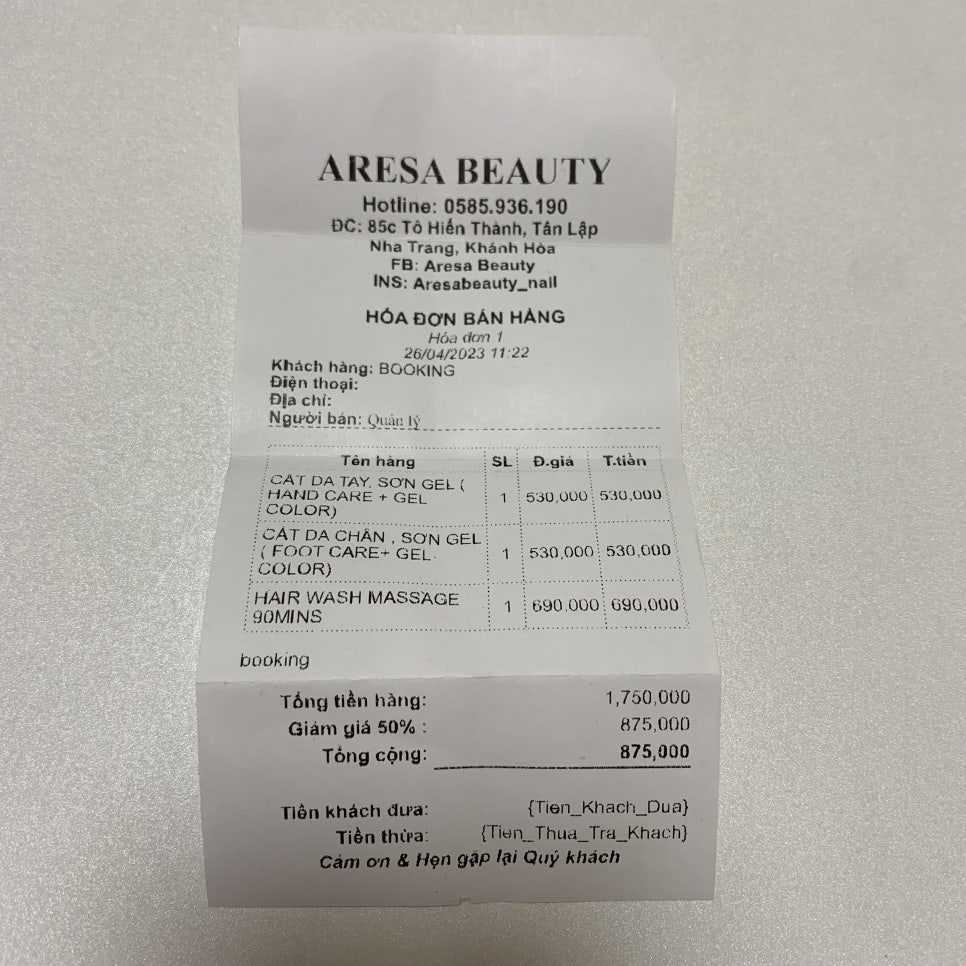 ARESA BEAUTY
Hotline: 0585.936.190
ĐC: 85c Tô Hiến Thành, Tân Lập
Nha Trang, Khánh Hòa
FB: Aresa Beauty
INS: Aresabeauty_nail
HÓA ĐƠN BÁN HÀNG
Hóa đơn 1
26/04/2023 11:22
Khách hàng: BOOKING
Điện thoại:
Địa chỉ:
Người bán: Quản lý
Tên hàng SL Đ.giá T.tiền
CẮT DA TAY, SƠN GEL (
HAND CARE + GEL 1 530,000 530,000
COLOR)
CẮT DA CHÂN , SƠN GEL
( FOOT CARE+ GEL 1 530,000 530,000
COLOR)
HAIR WASH MASSAGE 1 690,000 690,000
90MINS
booking
Tổng tiền hàng: 1,750,000
Giảm giá 50% : 875,000
Tổng cộng: 875,000
Tiền khách đưa: {Tien_Khach_Dua}
Tiền thừa: {Tien_Thua_Tra_Khach}
Cảm ơn & Hẹn gặp lại Quý khách